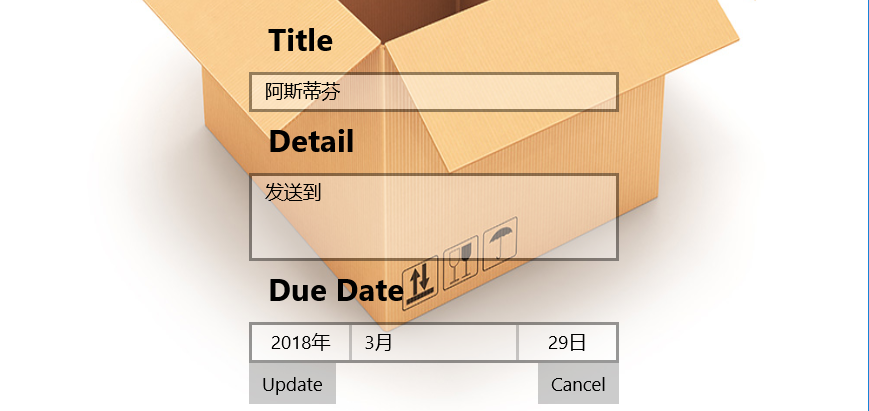 Title
阿斯蒂芬
Detail
发送到
Due Date
2018年 3月 29日
Update Cancel